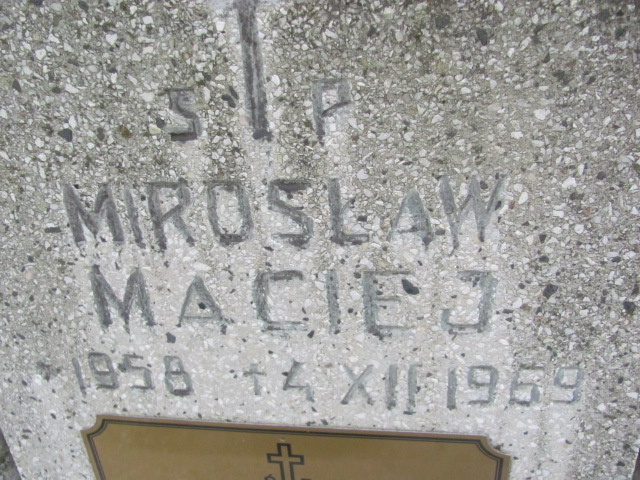 S P
MIROSŁAW
MACIEJ
1958 + 4 XII 1969